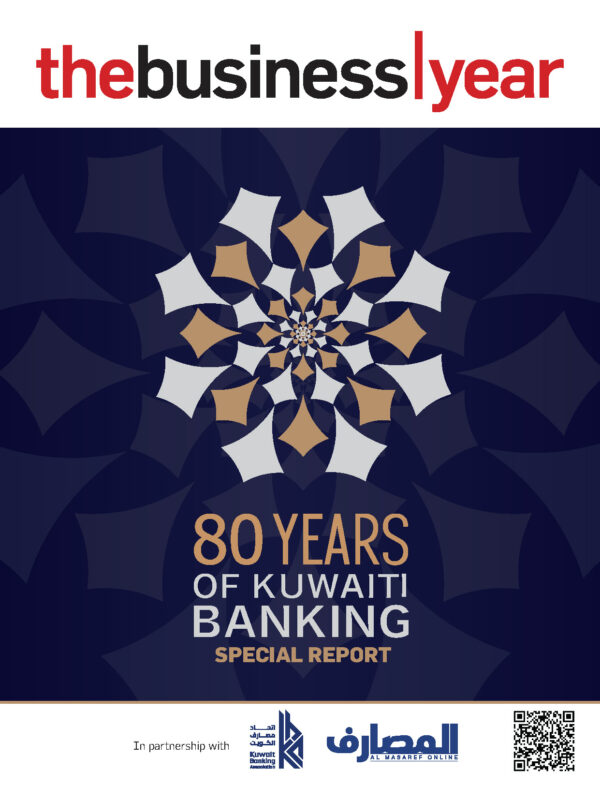 thebusiness|year
80 YEARS
OF KUWAITI
BANKING
SPECIAL REPORT
In partnership with
اتحاد
مصارف
الكويت
Kuwait
Banking
Association
المصارف
AL MASAREF ONLINE